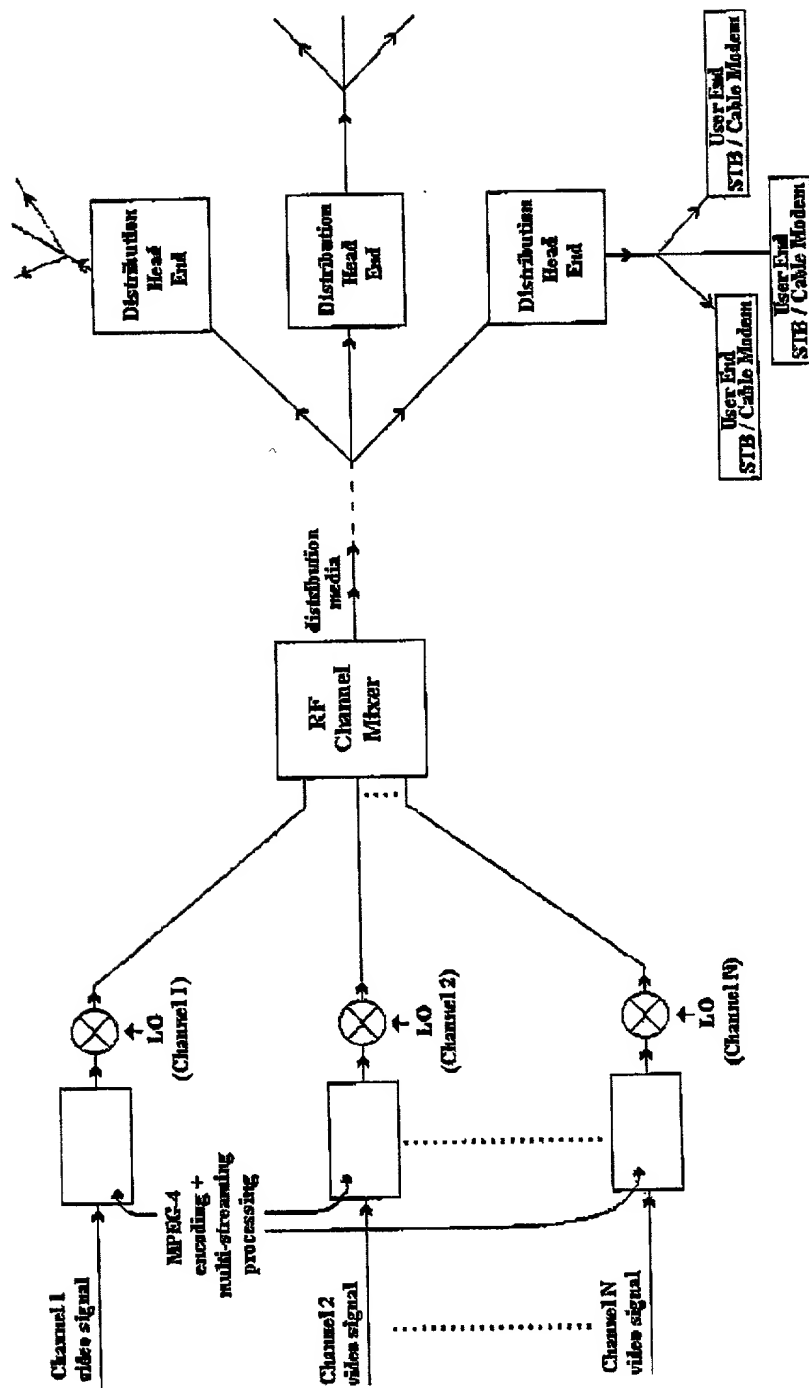 Channel 1
video signal
MPEG-4
encoding +
multi-streaming
processing
Channel 2
video signal
Channel N
video signal
LO
(Channel 1)
LO
(Channel 2)
LO
(Channel N)
RF
Channel
Mixer
distribution
media
Distribution
Head
End
Distribution
Head
End
Distribution
Head
End
User End
STB / Cable Modem
User End
STB / Cable Modem
User End
STB / Cable Modem